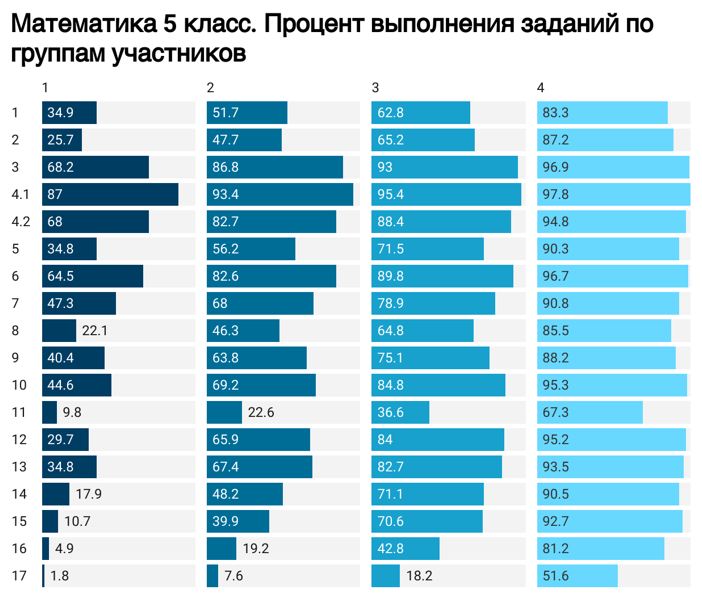 Математика 5 класс. Процент выполнения заданий по
группам участников
1 2 3 4
1 34.9 51.7 62.8 83.3
2 25.7 47.7 65.2 87.2
3 68.2 86.8 93 96.9
4.1 87 93.4 95.4 97.8
4.2 68 82.7 88.4 94.8
5 34.8 56.2 71.5 90.3
6 64.5 82.6 89.8 96.7
7 47.3 68 78.9 90.8
8 22.1 46.3 64.8 85.5
9 40.4 63.8 75.1 88.2
10 44.6 69.2 84.8 95.3
11 9.8 22.6 36.6 67.3
12 29.7 65.9 84 95.2
13 34.8 67.4 82.7 93.5
14 17.9 48.2 71.1 90.5
15 10.7 39.9 70.6 92.7
16 4.9 19.2 42.8 81.2
17 1.8 7.6 18.2 51.6